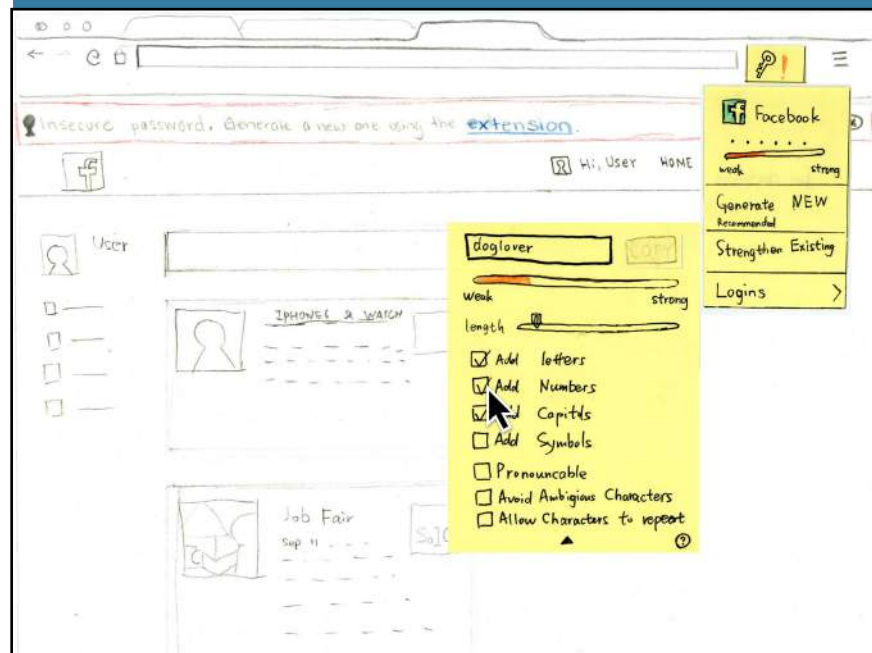 Insecure password. Generate a new one using the extension.
f
Hi, User HOME
User
IPHONE6 & WATCH
Job Fair
Sep 11
f Facebook
weak strong
Generate NEW
Recommended
Strengthen Existing
Logins >
doglover COPY
Weak strong
length
Add letters
Add Numbers
Add Capitals
Add Symbols
Pronouncable
Avoid Ambigious Characters
Allow Characters to repeat
?